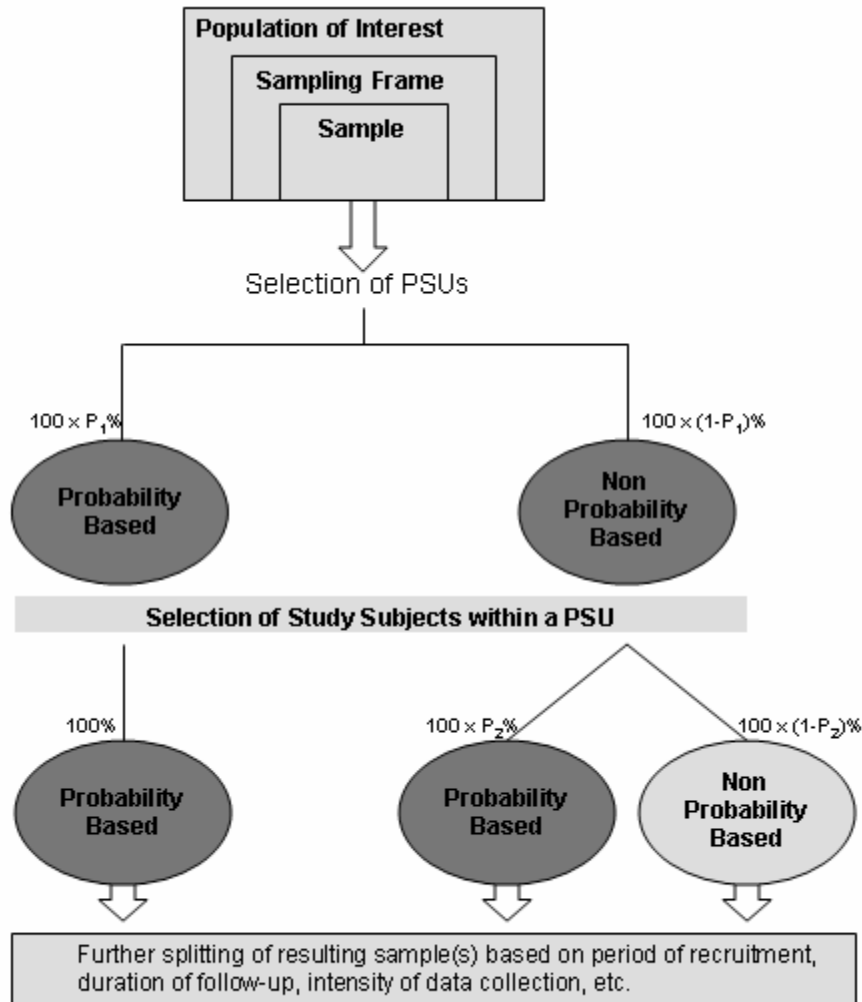 Population of Interest
Sampling Frame
Sample
Selection of PSUs
100 × P₁%
100 × (1-P₁)%
Probability
Based
Non
Probability
Based
Selection of Study Subjects within a PSU
100%
100 × P₂%
100 × (1-P₂)%
Probability
Based
Probability
Based
Non
Probability
Based
Further splitting of resulting sample(s) based on period of recruitment,
duration of follow-up, intensity of data collection, etc.